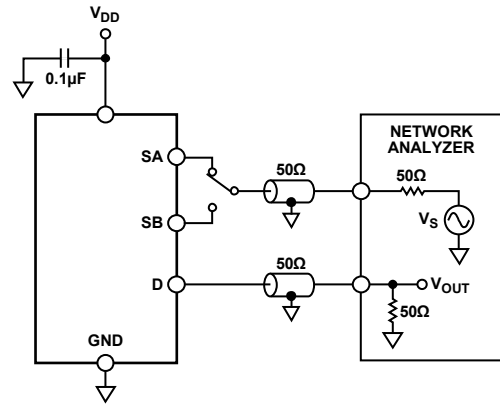 VDD
0.1µF
NETWORK
ANALYZER
SA
50Ω
50Ω
VS
SB
50Ω
D
VOUT
50Ω
GND